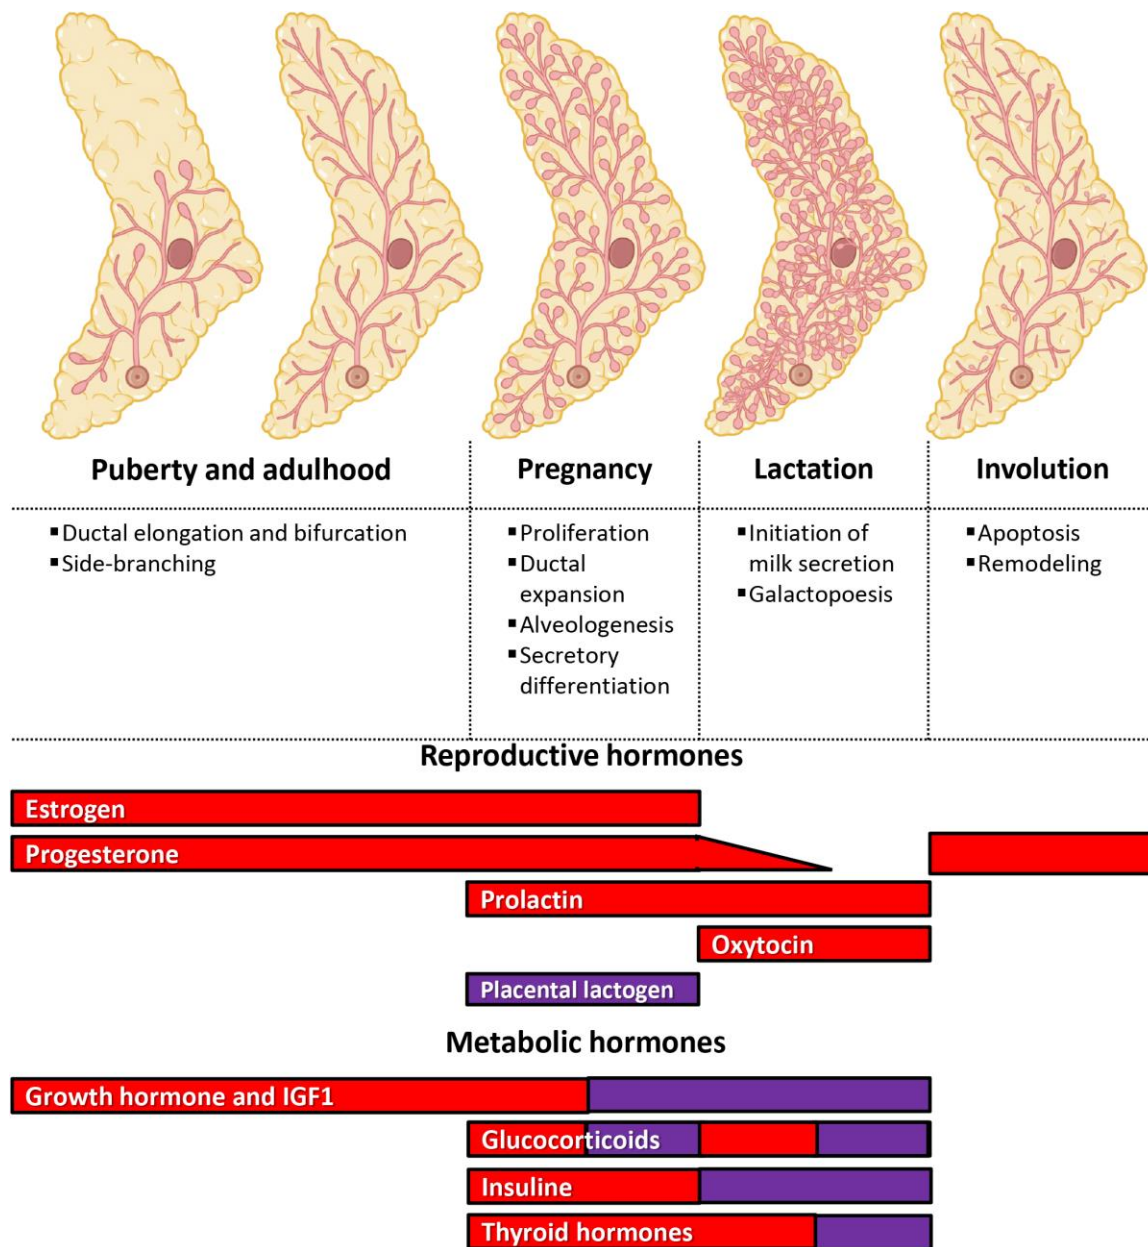 Puberty and adulhood
Pregnancy
Lactation
Involution
▪Ductal elongation and bifurcation
▪Side-branching
▪Proliferation
▪Ductal
expansion
▪Alveologenesis
▪Secretory
differentiation
▪Initiation of
milk secretion
▪Galactopoesis
▪Apoptosis
▪Remodeling
Reproductive hormones
Estrogen
Progesterone
Prolactin
Oxytocin
Placental lactogen
Metabolic hormones
Growth hormone and IGF1
Glucocorticoids
Insuline
Thyroid hormones